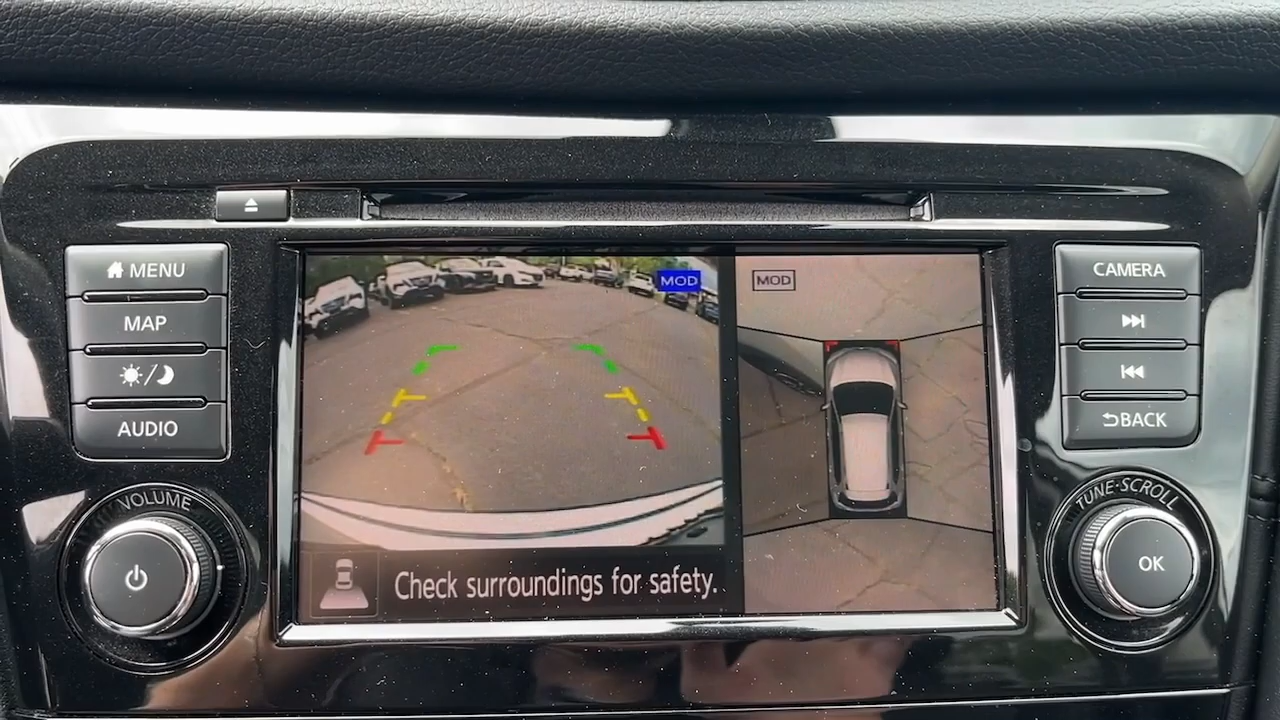 MENU
MAP
AUDIO
VOLUME
MOD
MOD
Check surroundings for safety.
CAMERA
BACK
TUNE·SCROLL
OK